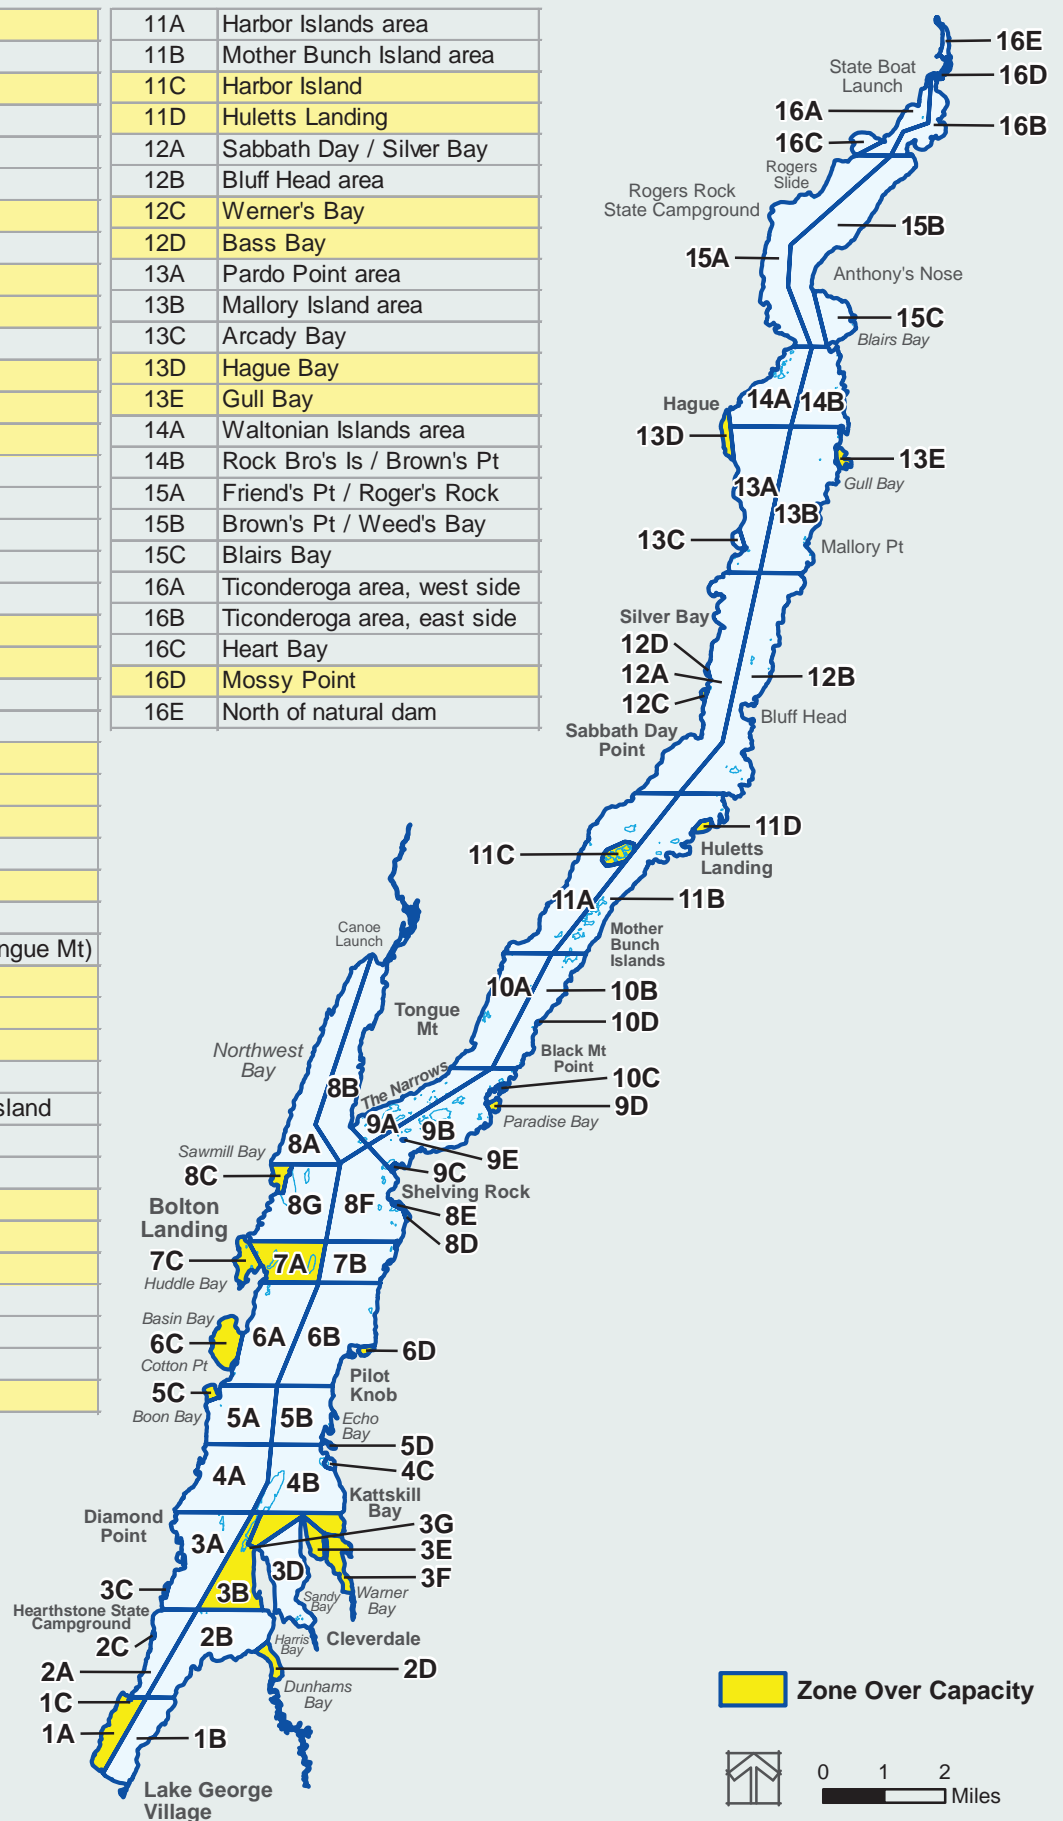 11A Harbor Islands area
11B Mother Bunch Island area
11C Harbor Island
11D Huletts Landing
12A Sabbath Day / Silver Bay
12B Bluff Head area
12C Werner's Bay
12D Bass Bay
13A Pardo Point area
13B Mallory Island area
13C Arcady Bay
13D Hague Bay
13E Gull Bay
14A Waltonian Islands area
14B Rock Bro's Is / Brown's Pt
15A Friend's Pt / Roger's Rock
15B Brown's Pt / Weed's Bay
15C Blairs Bay
16A Ticonderoga area, west side
16B Ticonderoga area, east side
16C Heart Bay
16D Mossy Point
16E North of natural dam
ngue Mt)
sland
16E
State Boat
Launch
16D
16A
16B
16C
Rogers
Slide
Rogers Rock
State Campground
15B
15A
Anthony's Nose
15C
Blairs Bay
14A
14B
Hague
13D
13E
Gull Bay
13A
13B
13C
Mallory Pt
Silver Bay
12D
12A
12B
12C
Bluff Head
Sabbath Day
Point
11D
Huletts
Landing
11C
11A
11B
Mother
Bunch
Islands
Canoe
Launch
10A
10B
Tongue
Mt
10D
Black Mt
Point
Northwest
Bay
10C
8B
The Narrows
9D
Paradise Bay
9A
9B
8A
Sawmill Bay
9E
9C
8C
Shelving Rock
8G
8F
Bolton
Landing
8E
8D
7C
7A
7B
Huddle Bay
Basin Bay
6A
6B
6C
6D
Cotton Pt
Pilot
Knob
5C
Boon Bay
5A
5B
Echo
Bay
5D
4C
4A
4B
Kattskill
Bay
Diamond
Point
3G
3A
3E
3D
3F
3C
3B
Sandy
Bay
Warner
Bay
Hearthstone State
Campground
2C
2B
Harris
Bay
Cleverdale
2A
2D
Dunhams
Bay
1C
1A
1B
Lake George
Village
Zone Over Capacity
0 1 2
Miles